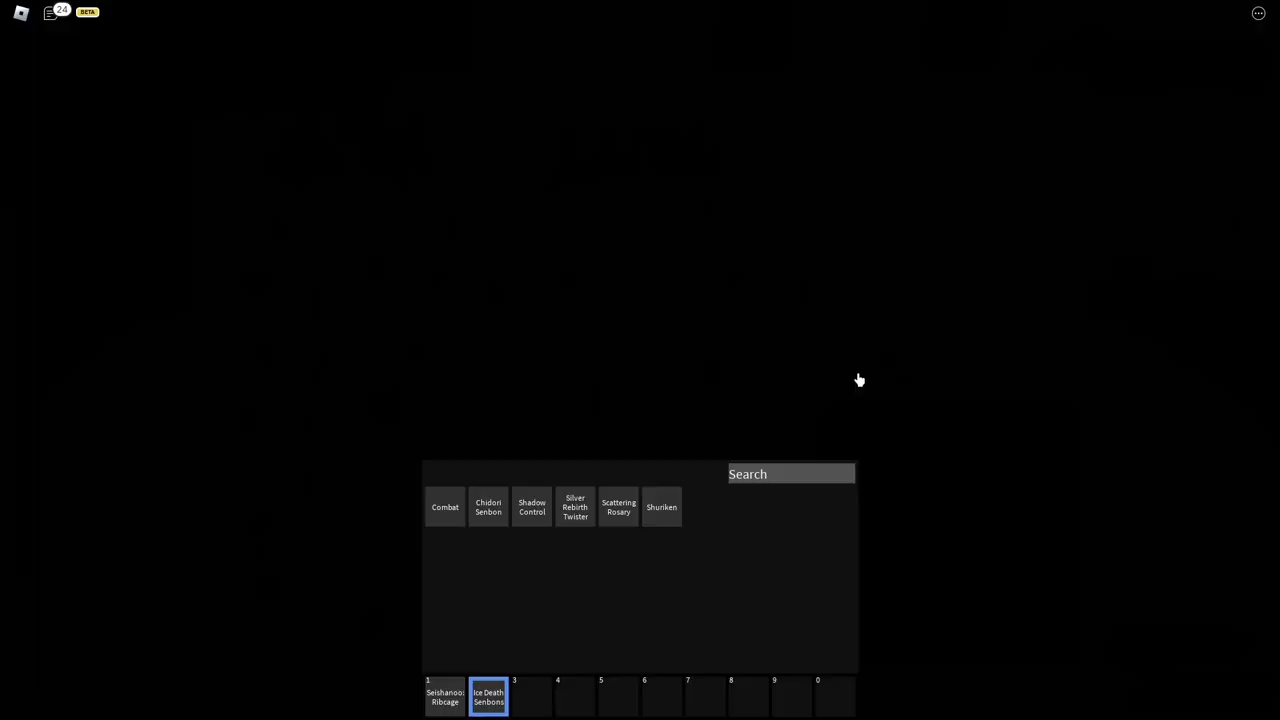 24
BETA
Search
Combat
Chidori
Senbon
Shadow
Control
Silver
Rebirth
Twister
Scattering
Rosary
Shuriken
1
Seishanoo:
Ribcage
Ice Death
Senbons
3
4
5
6
7
8
9
0